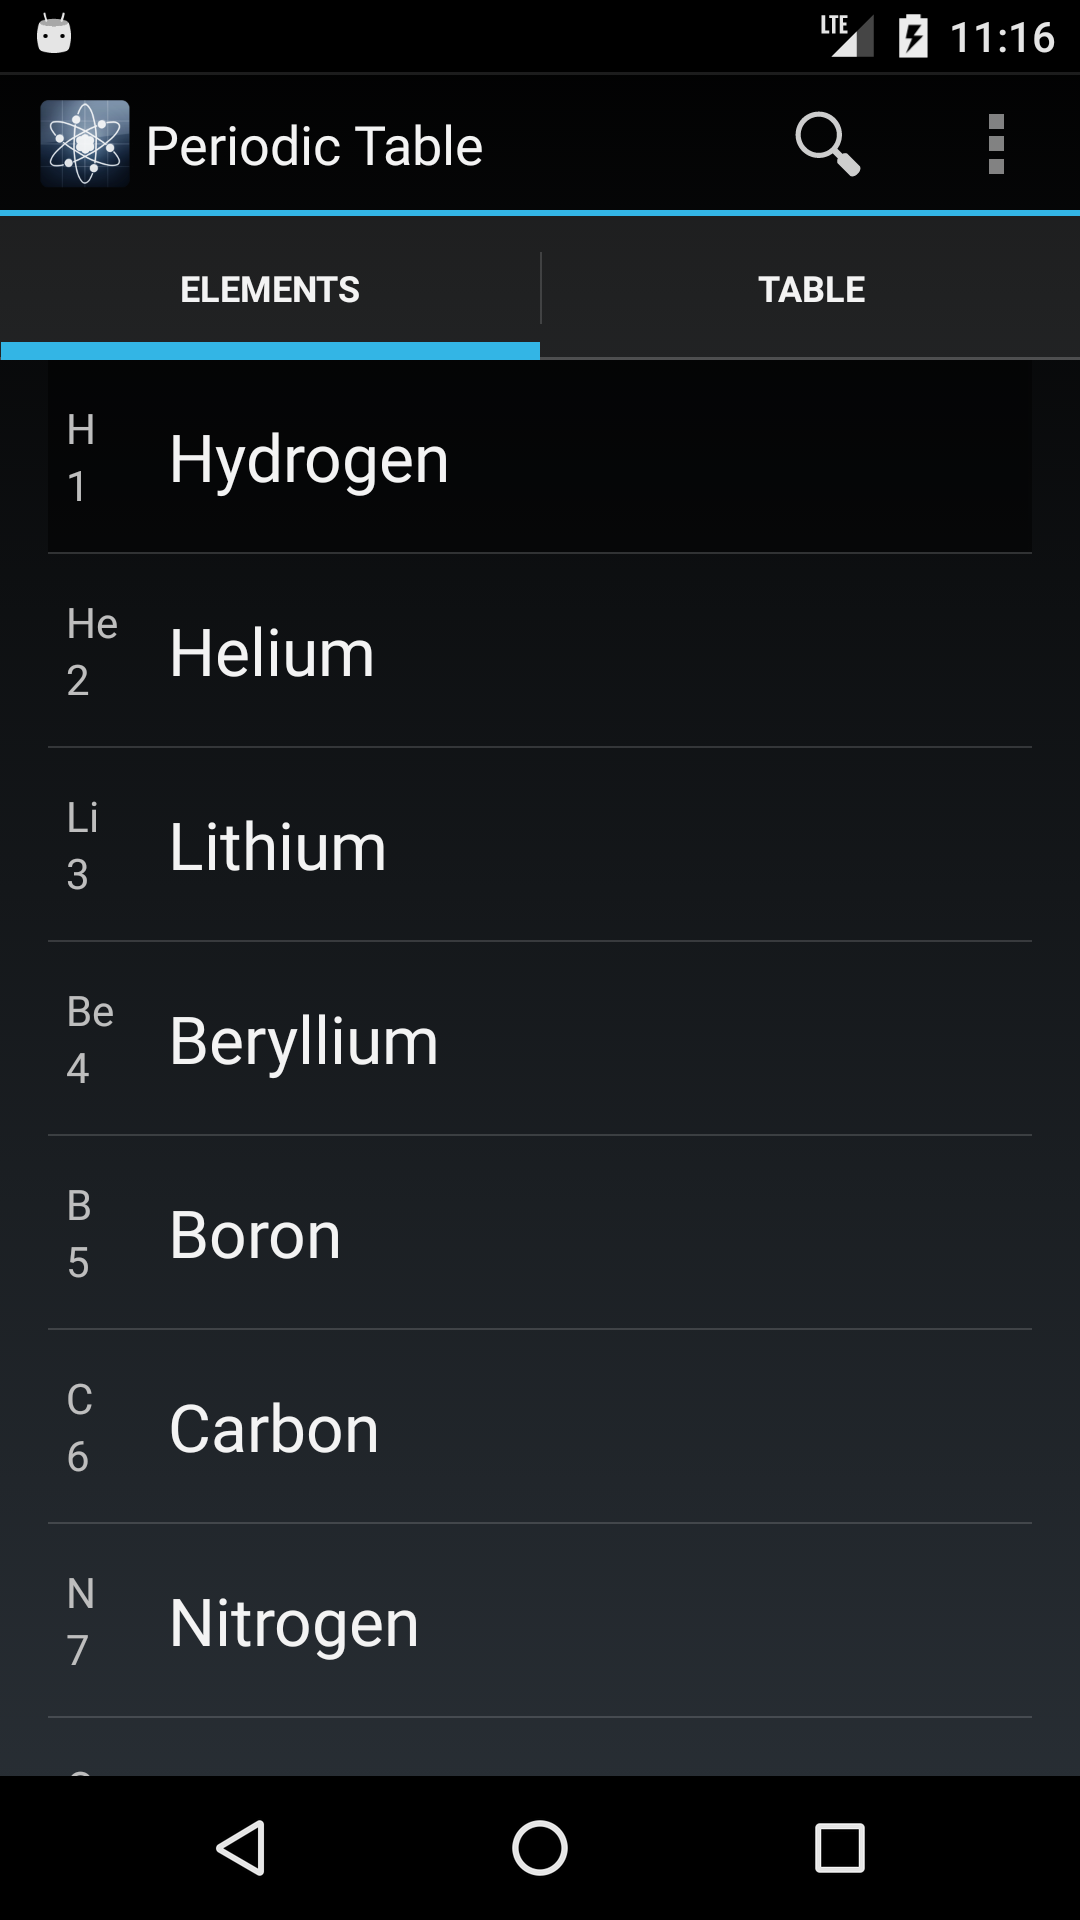 LTE 11:16
Periodic Table
ELEMENTS TABLE
H
1
Hydrogen
He
2
Helium
Li
3
Lithium
Be
4
Beryllium
B
5
Boron
C
6
Carbon
N
7
Nitrogen